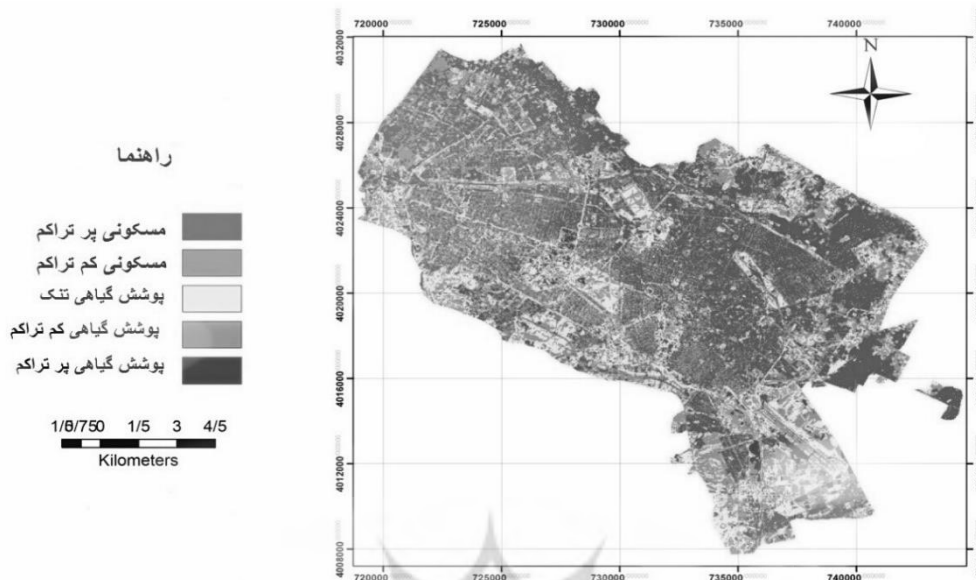 720000 725000 730000 735000 740000
4032000
N
4028000
4024000
4020000
4016000
4012000
4008000
720000 725000 730000 735000 740000
راهنما
مسکونی پر تراکم
مسکونی کم تراکم
پوشش گیاهی تنک
پوشش گیاهی کم تراکم
پوشش گیاهی پر تراکم
1/5 3 4/5
Kilometers